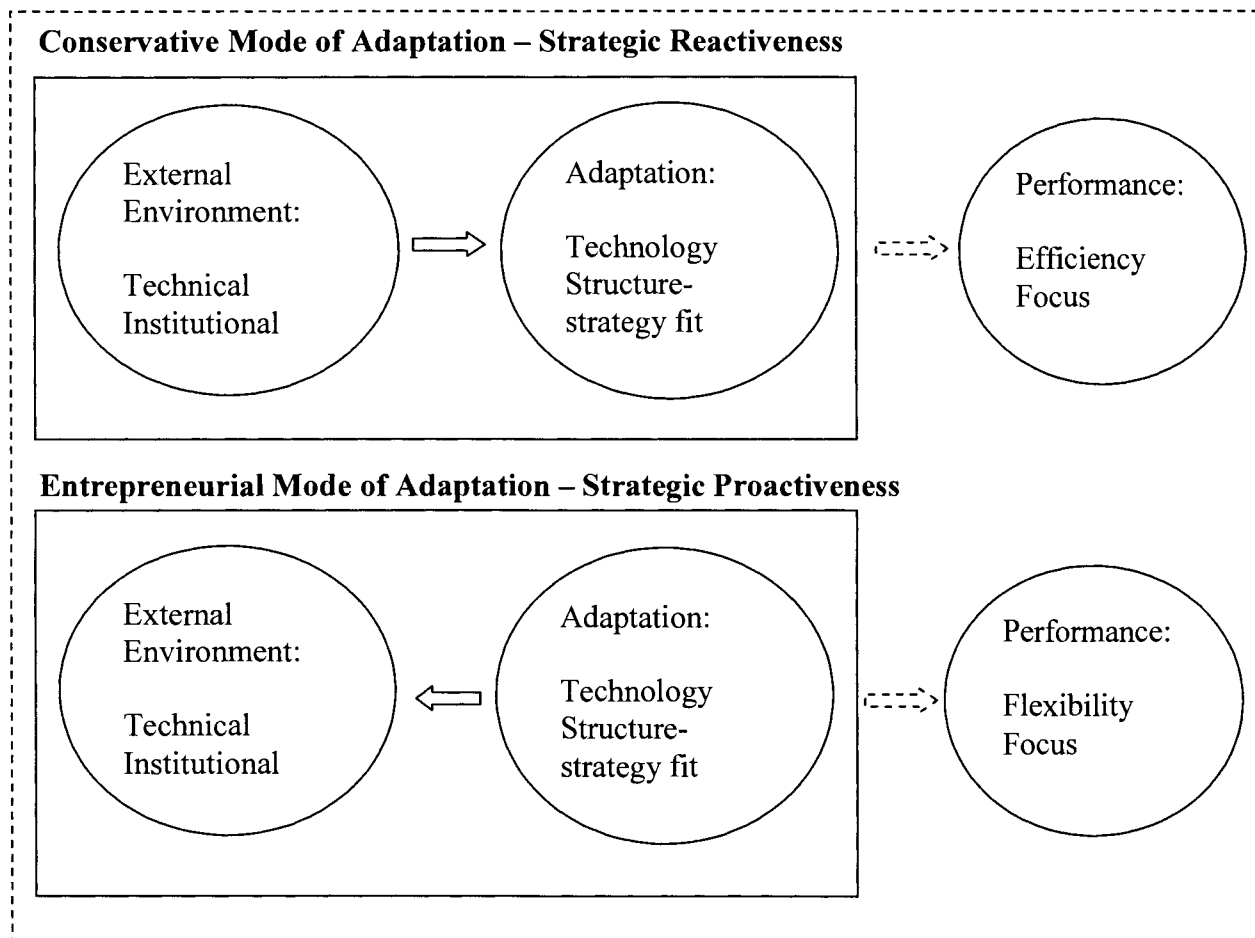 Conservative Mode of Adaptation – Strategic Reactiveness
External
Environment:
Technical
Institutional
Adaptation:
Technology
Structure-
strategy fit
Performance:
Efficiency
Focus
Entrepreneurial Mode of Adaptation – Strategic Proactiveness
External
Environment:
Technical
Institutional
Adaptation:
Technology
Structure-
strategy fit
Performance:
Flexibility
Focus